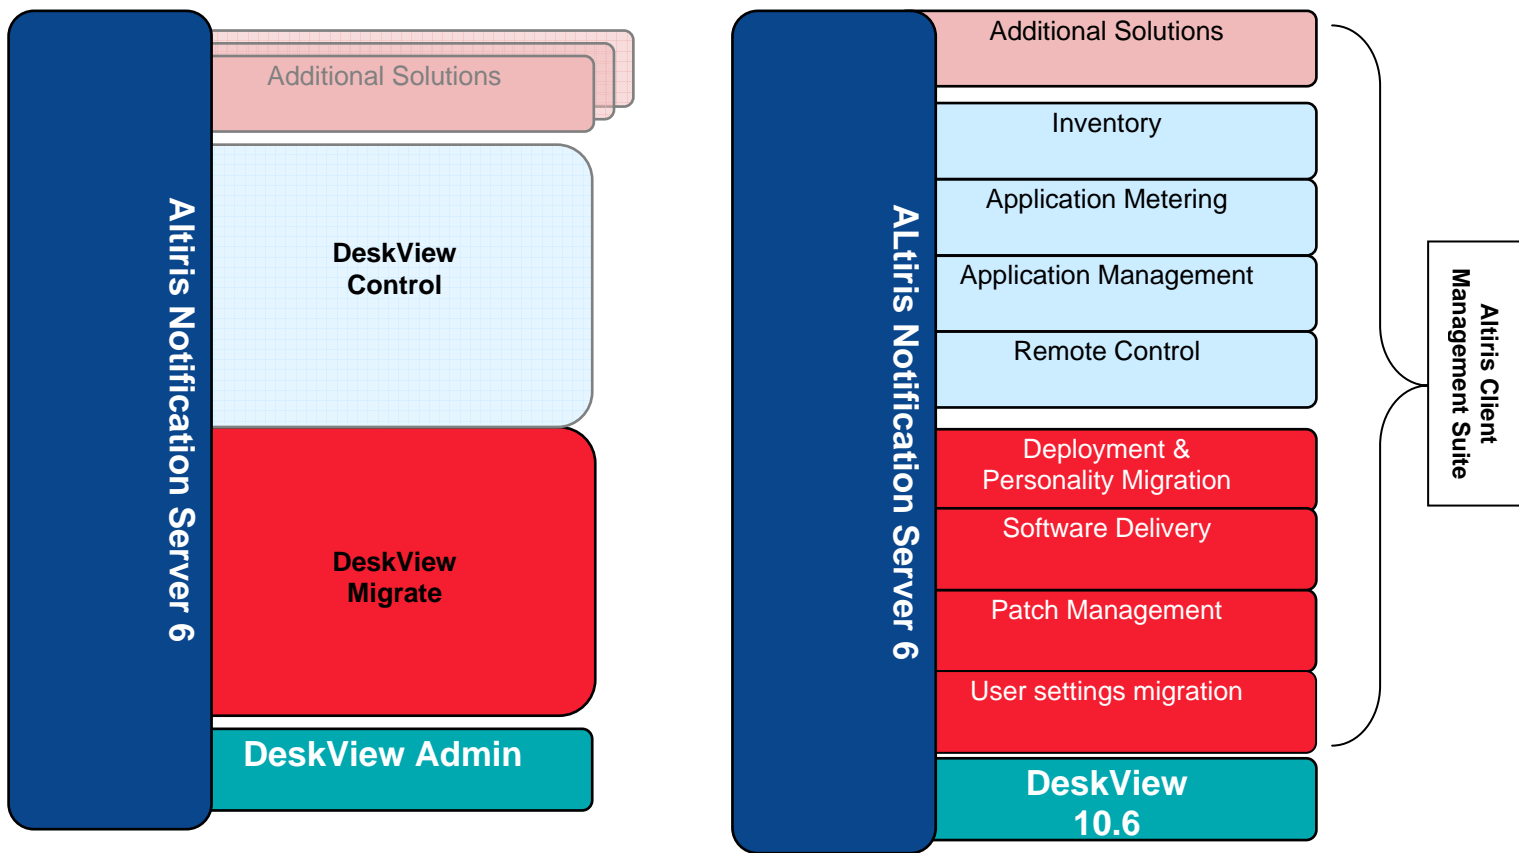 Altiris Notification Server 6
Additional Solutions
DeskView
Control
DeskView
Migrate
DeskView Admin
ALtiris Notification Server 6
Additional Solutions
Inventory
Application Metering
Application Management
Remote Control
Deployment &
Personality Migration
Software Delivery
Patch Management
User settings migration
DeskView
10.6
Altiris Client
Management Suite